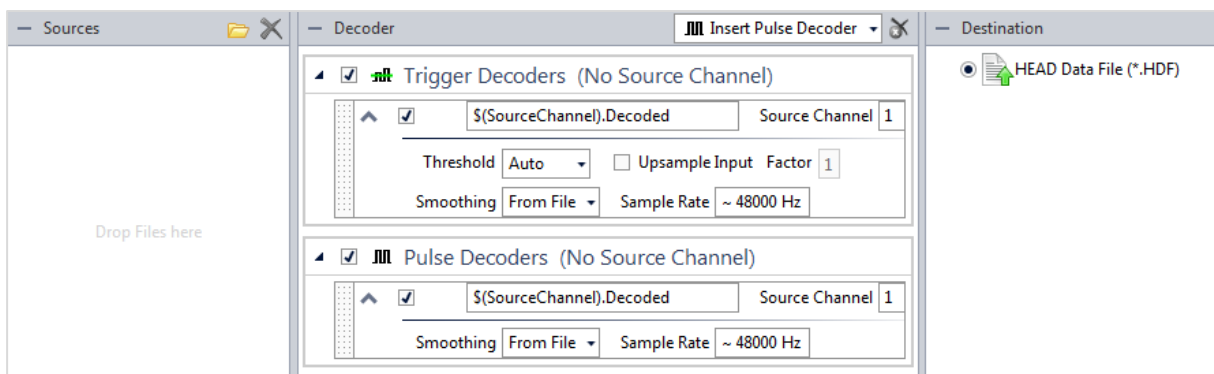 Sources
Drop Files here
Decoder
Insert Pulse Decoder
Trigger Decoders (No Source Channel)
$(SourceChannel).Decoded Source Channel 1
Threshold Auto Upsample Input Factor 1
Smoothing From File Sample Rate ~ 48000 Hz
Pulse Decoders (No Source Channel)
$(SourceChannel).Decoded Source Channel 1
Smoothing From File Sample Rate ~ 48000 Hz
Destination
HEAD Data File (*.HDF)